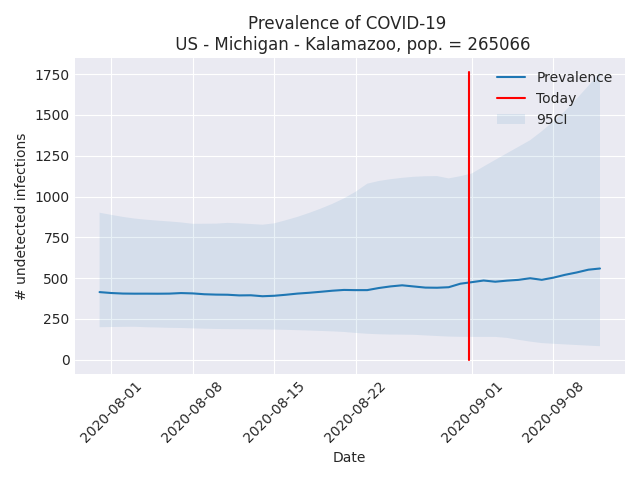 Prevalence of COVID-19
US - Michigan - Kalamazoo, pop. = 265066
1750
1500
1250
1000
750
500
250
0
# undetected infections
Prevalence
Today
95CI
2020-08-01
2020-08-08
2020-08-15
2020-08-22
2020-09-01
2020-09-08
Date